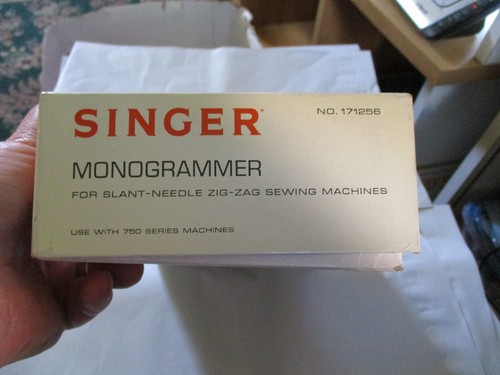 SINGER
NO. 171256
MONOGRAMMER
FOR SLANT-NEEDLE ZIG-ZAG SEWING MACHINES
USE WITH 750 SERIES MACHINES